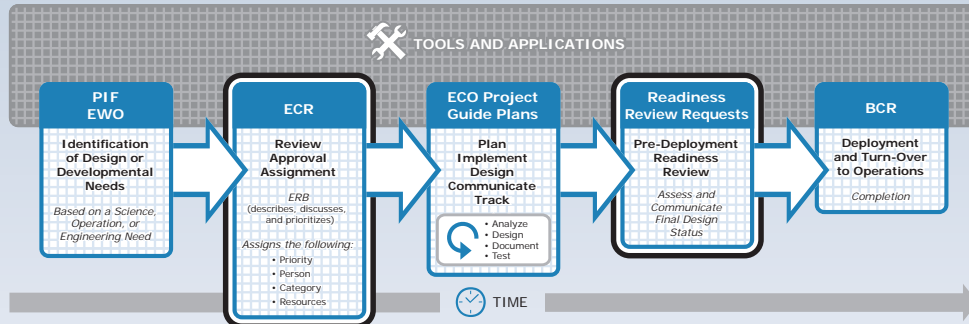 TOOLS AND APPLICATIONS
PIF
EWO
Identification
of Design or
Developmental
Needs
Based on a Science,
Operation, or
Engineering Need
ECR
Review
Approval
Assignment
ERB
(describes, discusses,
and prioritizes)
Assigns the following:
• Priority
• Person
• Category
• Resources
ECO Project
Guide Plans
Plan
Implement
Design
Communicate
Track
• Analyze
• Design
• Document
• Test
Readiness
Review Requests
Pre-Deployment
Readiness
Review
Assess and
Communicate
Final Design
Status
BCR
Deployment
and Turn-Over
to Operations
Completion
TIME